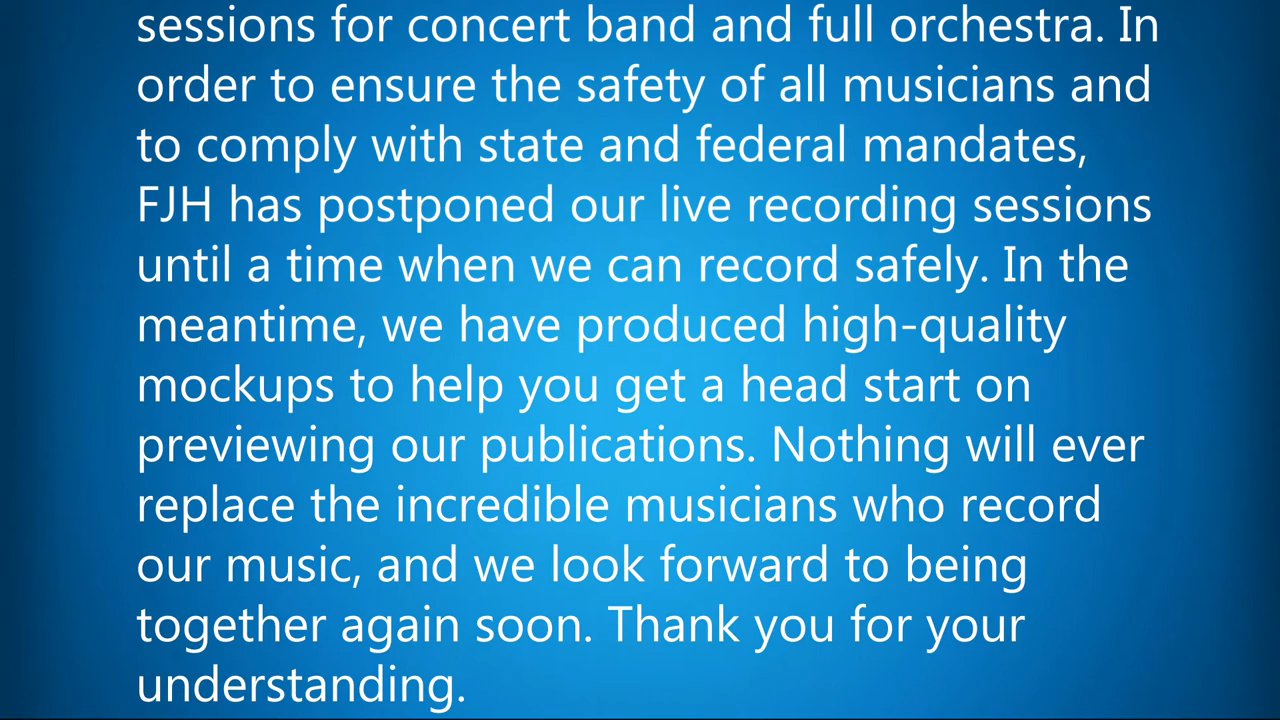 sessions for concert band and full orchestra. In
order to ensure the safety of all musicians and
to comply with state and federal mandates,
FJH has postponed our live recording sessions
until a time when we can record safely. In the
meantime, we have produced high-quality
mockups to help you get a head start on
previewing our publications. Nothing will ever
replace the incredible musicians who record
our music, and we look forward to being
together again soon. Thank you for your
understanding.